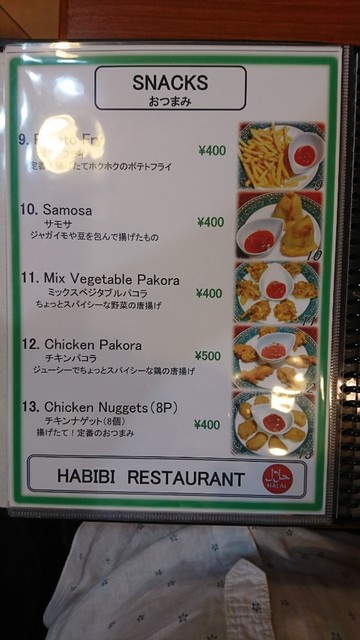 SNACKS
おつまみ
9. Potato Fry
¥400
たてホクホクのポテトフライ
10. Samosa
サモサ
¥400
ジャガイモや豆を包んで揚げたもの
11. Mix Vegetable Pakora
ミックスベジタブルパコラ
¥400
ちょっとスパイシーな野菜の唐揚げ
12. Chicken Pakora
チキンパコラ
¥500
ジューシーでちょっとスパイシーな鶏の唐揚げ
13. Chicken Nuggets(8P)
チキンナゲット(8個)
¥400
揚げたて！定番のおつまみ
9
10
11
HABIBI RESTAURANT
حلال
HALAL